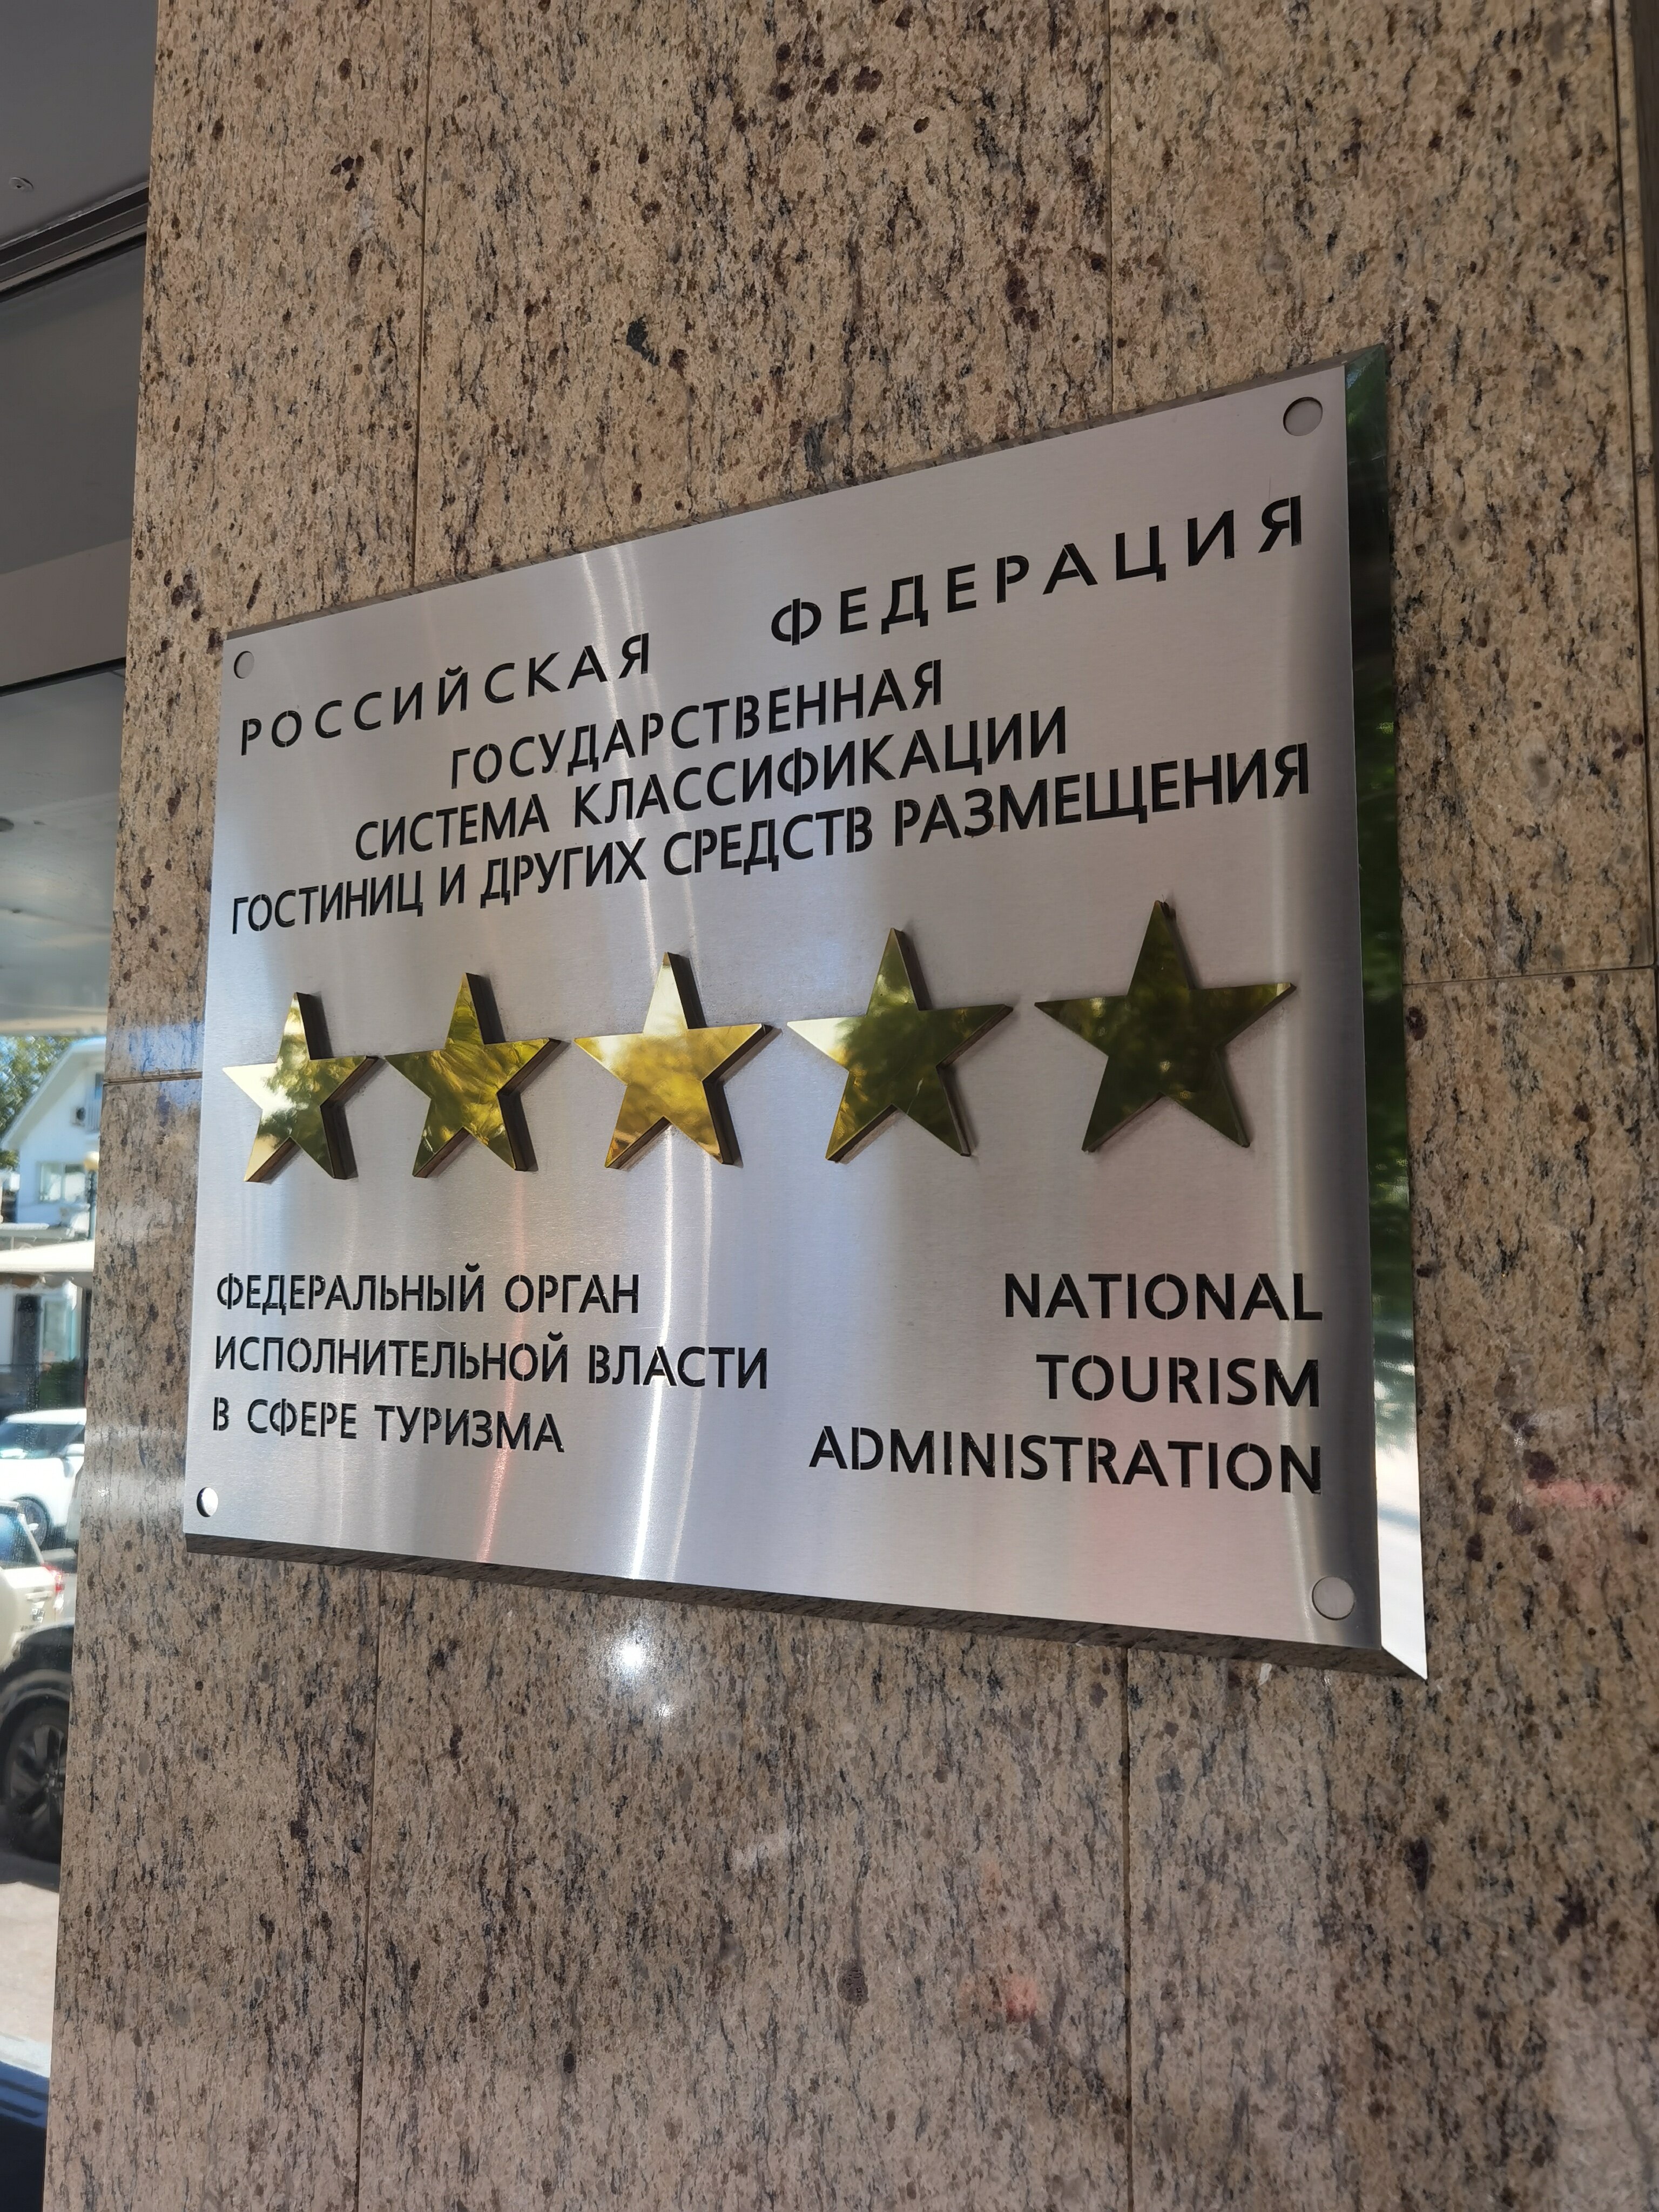 РОССИЙСКАЯ ФЕДЕРАЦИЯ
ГОСУДАРСТВЕННАЯ
СИСТЕМА КЛАССИФИКАЦИИ
ГОСТИНИЦ И ДРУГИХ СРЕДСТВ РАЗМЕЩЕНИЯ
ФЕДЕРАЛЬНЫЙ ОРГАН
ИСПОЛНИТЕЛЬНОЙ ВЛАСТИ
В СФЕРЕ ТУРИЗМА
NATIONAL
TOURISM
ADMINISTRATION